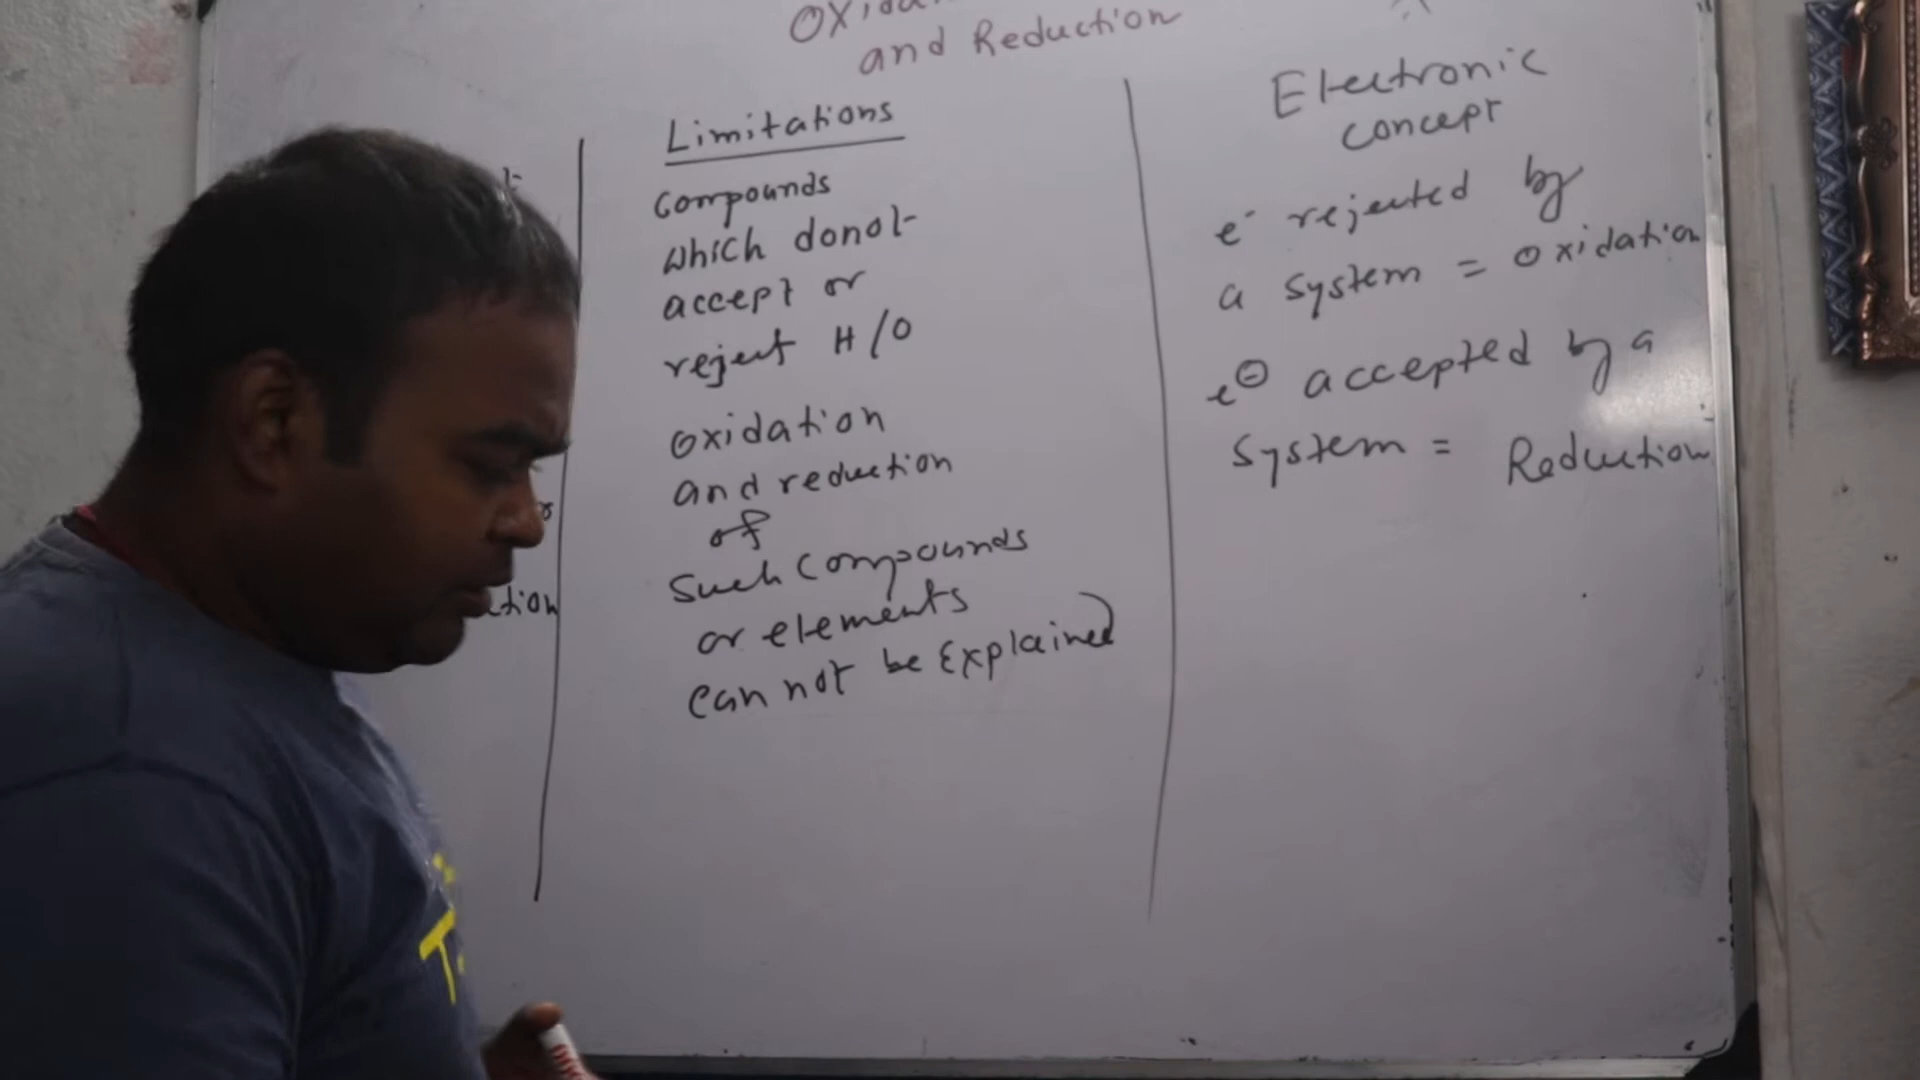 and Reduction
Limitations
compounds
which donot
accept or
reject H/O
oxidation
and reduction
of
such compounds
or elements
can not be Explained
Electronic
concept
e⁻ rejected by
a system = oxidation
e⊖ accepted by a
system = Reduction